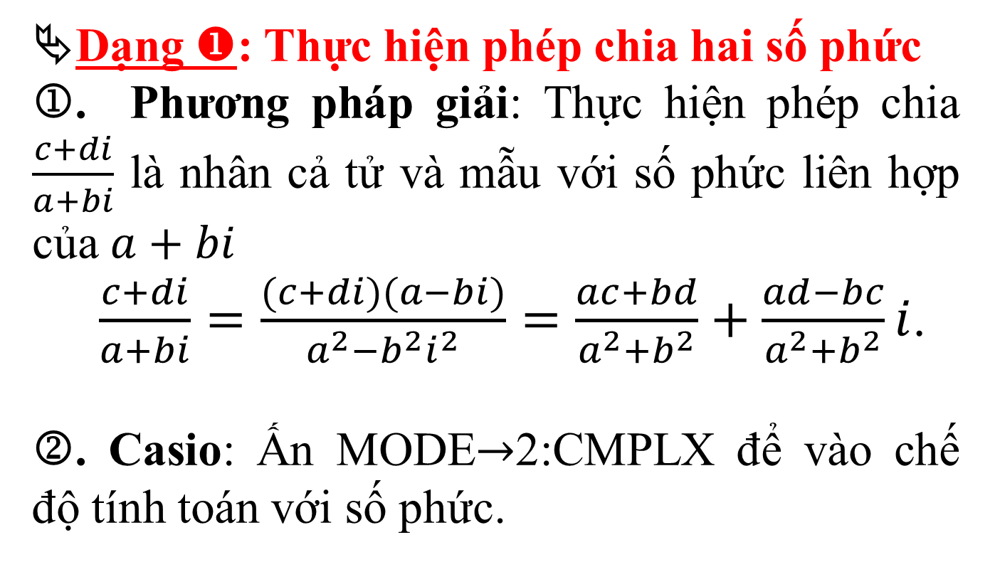 ⮱Dạng ❶: Thực hiện phép chia hai số phức
①. Phương pháp giải: Thực hiện phép chia
\frac{c+di}{a+bi} là nhân cả tử và mẫu với số phức liên hợp
của a + bi
\frac{c+di}{a+bi} = \frac{(c+di)(a−bi)}{a^2−b^2i^2} = \frac{ac+bd}{a^2+b^2} + \frac{ad−bc}{a^2+b^2} i.
②. Casio: Ấn MODE→2:CMPLX để vào chế
độ tính toán với số phức.